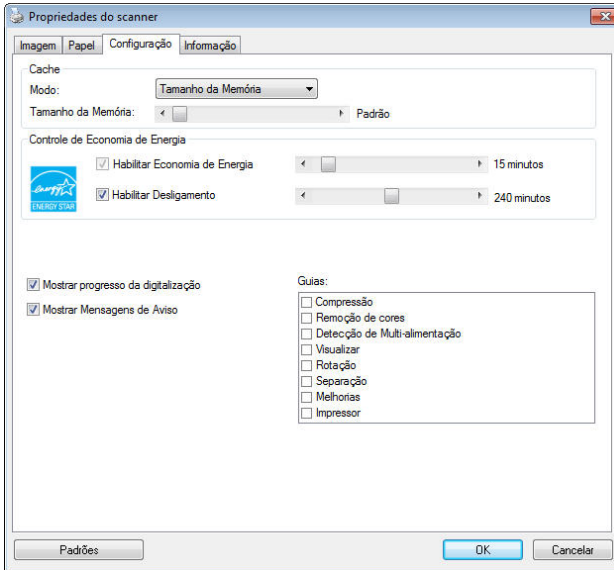 Propriedades do scanner
Imagem Papel Configuração Informação
Cache
Modo: Tamanho da Memória
Tamanho da Memória: Padrão
Controle de Economia de Energia
Habilitar Economia de Energia 15 minutos
energy
ENERGY STAR
Habilitar Desligamento 240 minutos
Mostrar progresso da digitalização
Mostrar Mensagens de Aviso
Guias:
Compressão
Remoção de cores
Detecção de Multi-alimentação
Visualizar
Rotação
Separação
Melhorias
Impressor
Padrões OK Cancelar